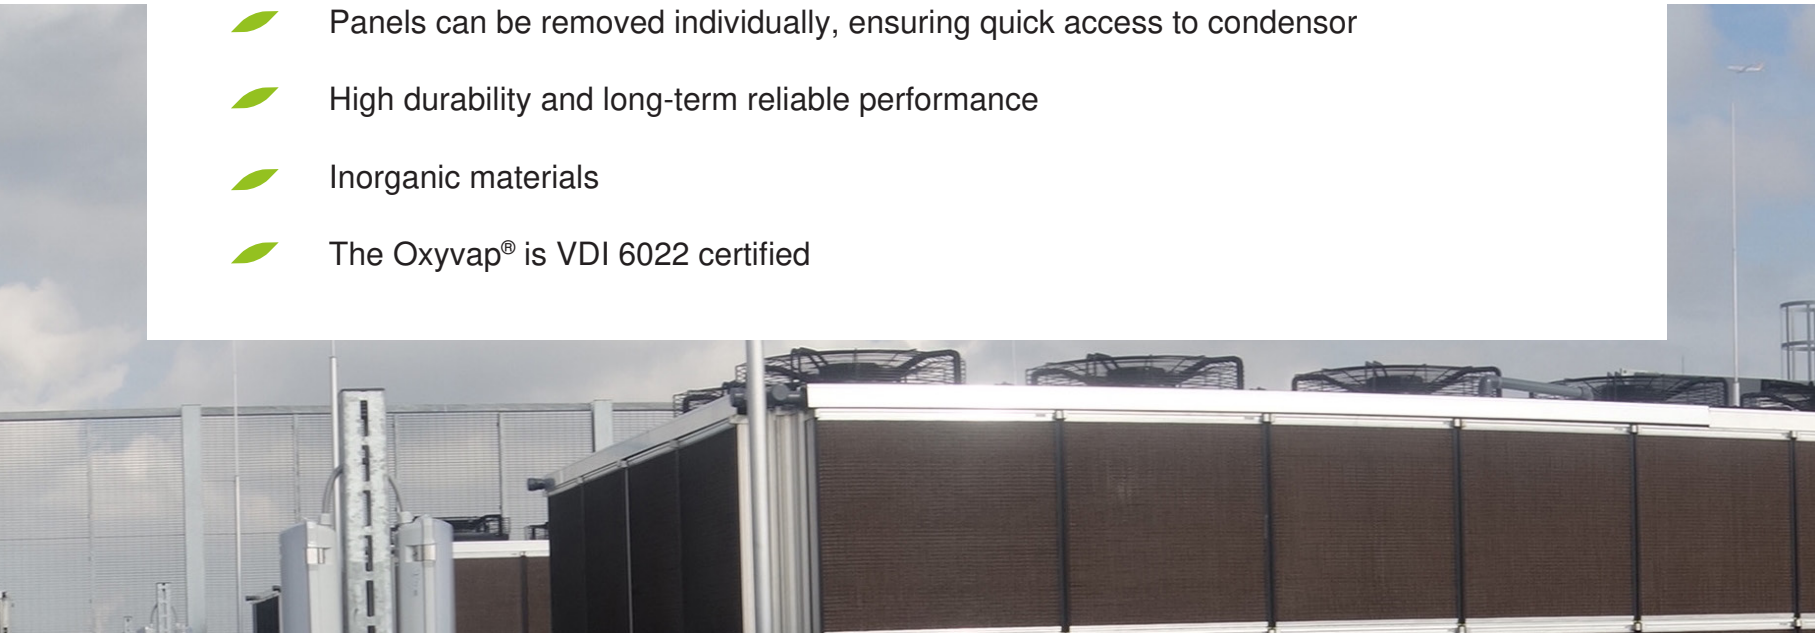 Panels can be removed individually, ensuring quick access to condensor
High durability and long-term reliable performance
Inorganic materials
The Oxyvap® is VDI 6022 certified